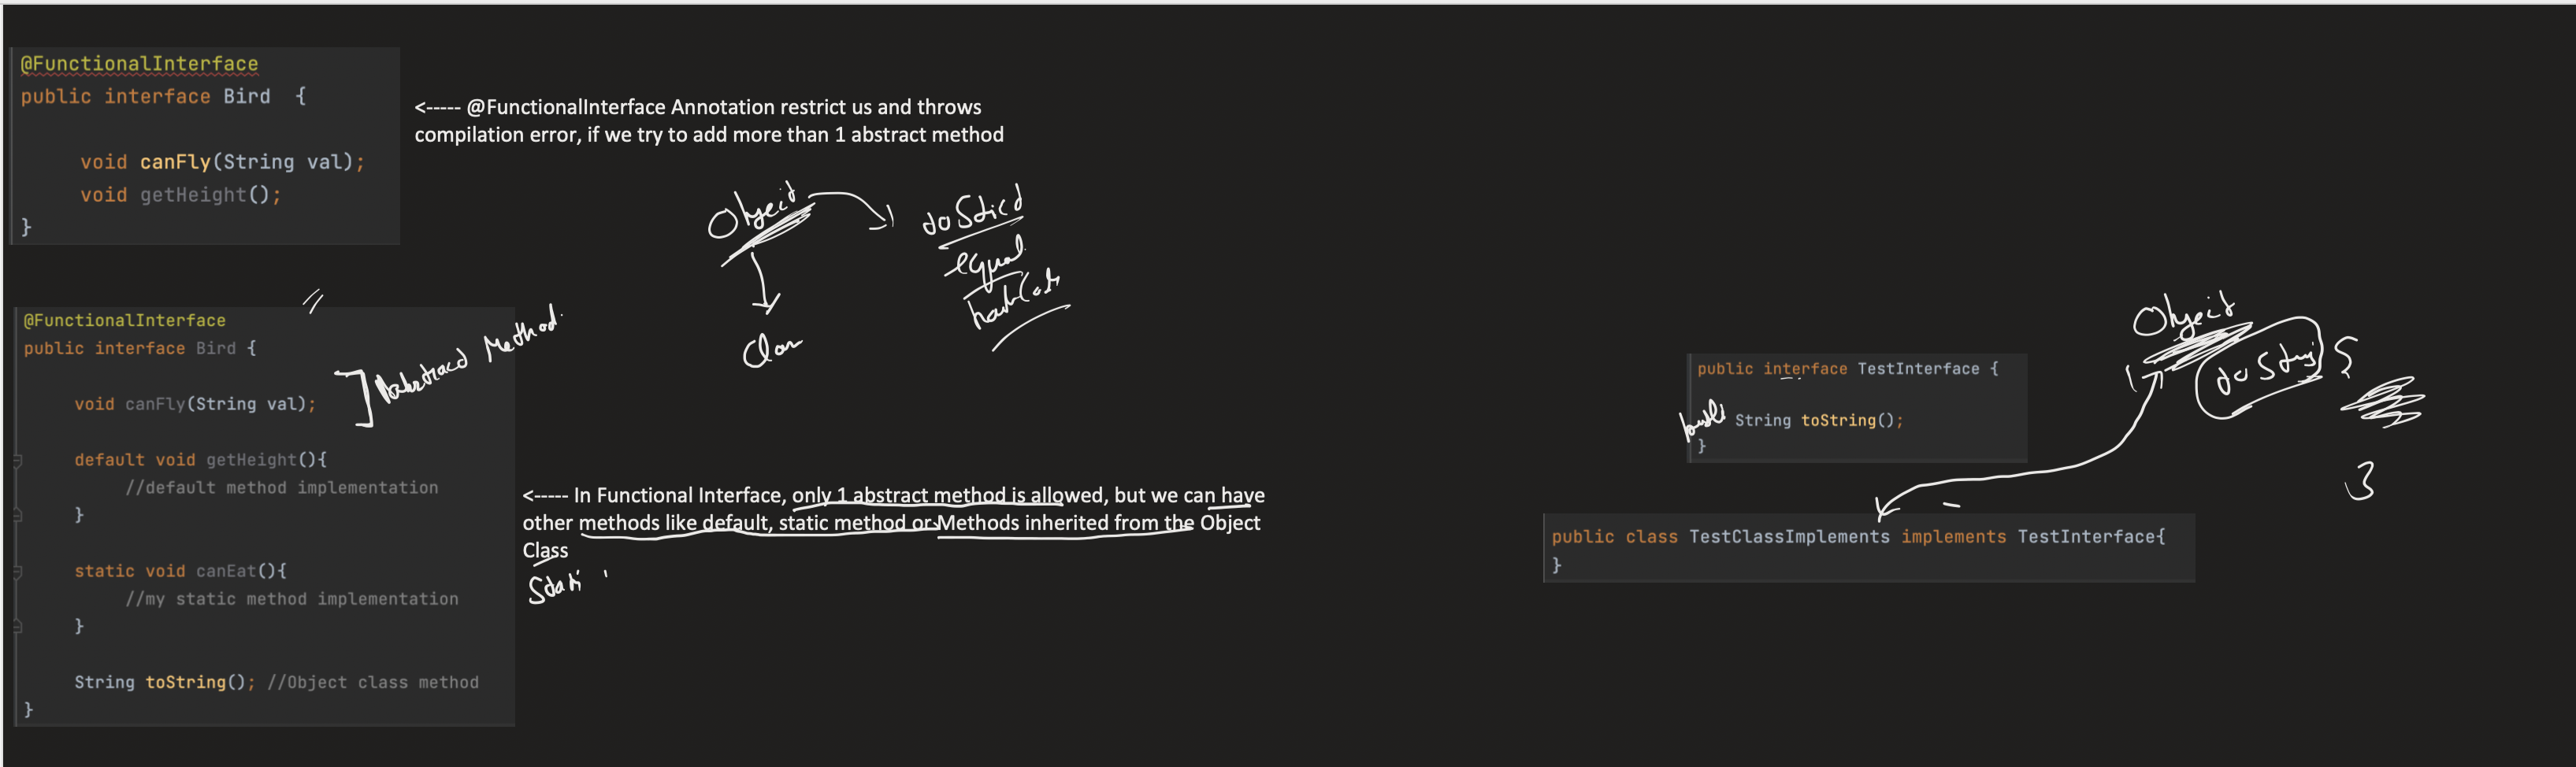 @FunctionalInterface
public interface Bird {
void canFly(String val);
void getHeight();
}
<----- @FunctionalInterface Annotation restrict us and throws
compilation error, if we try to add more than 1 abstract method
Object
toString
equal
hashCode
Class
@FunctionalInterface
public interface Bird {
void canFly(String val);
Abstract Method
default void getHeight(){
//default method implementation
}
static void canEat(){
//my static method implementation
}
String toString(); //Object class method
}
<----- In Functional Interface, only 1 abstract method is allowed, but we can have
other methods like default, static method or Methods inherited from the Object
Class
Object
toString {
}
public interface TestInterface {
String toString();
}
public class TestClassImplements implements TestInterface{
}